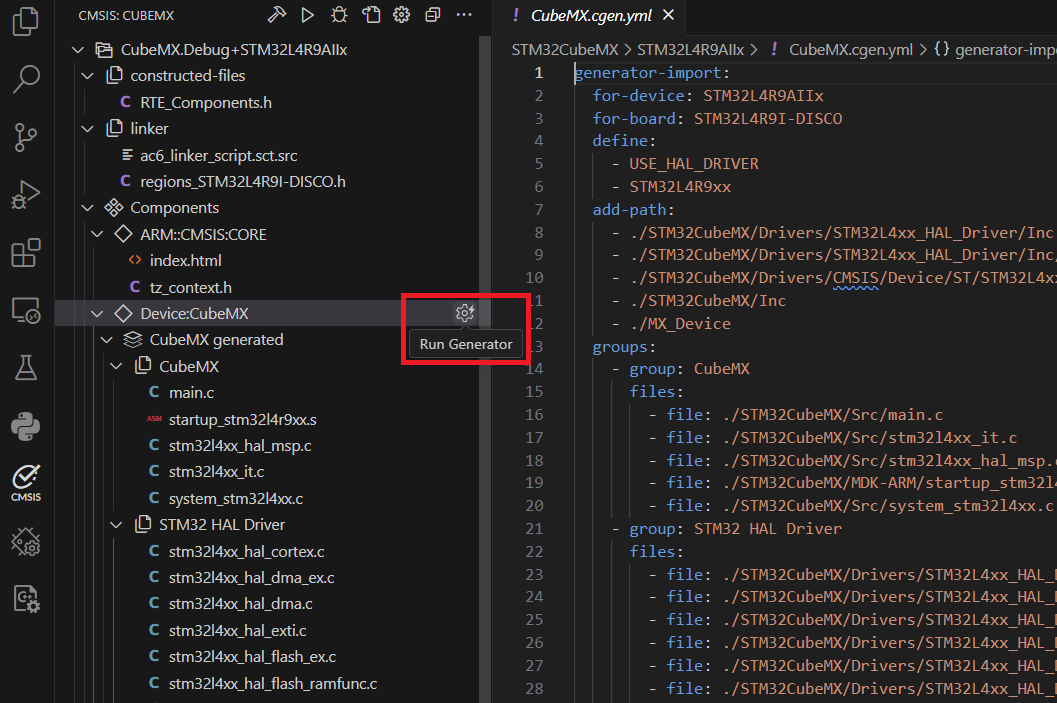 CMSIS: CUBEMX
CubeMX.Debug+STM32L4R9AIIx
constructed-files
C RTE_Components.h
linker
ac6_linker_script.sct.src
C regions_STM32L4R9I-DISCO.h
Components
ARM::CMSIS:CORE
<> index.html
C tz_context.h
Device:CubeMX
Run Generator
CubeMX generated
CubeMX
C main.c
ASM startup_stm32l4r9xx.s
C stm32l4xx_hal_msp.c
C stm32l4xx_it.c
C system_stm32l4xx.c
STM32 HAL Driver
C stm32l4xx_hal_cortex.c
C stm32l4xx_hal_dma_ex.c
C stm32l4xx_hal_dma.c
C stm32l4xx_hal_exti.c
C stm32l4xx_hal_flash_ex.c
C stm32l4xx_hal_flash_ramfunc.c
CMSIS
! CubeMX.cgen.yml
STM32CubeMX > STM32L4R9AIIx > ! CubeMX.cgen.yml > {} generator-impo
1 generator-import:
2 for-device: STM32L4R9AIIx
3 for-board: STM32L4R9I-DISCO
4 define:
5 - USE_HAL_DRIVER
6 - STM32L4R9xx
7 add-path:
8 - ./STM32CubeMX/Drivers/STM32L4xx_HAL_Driver/Inc
9 - ./STM32CubeMX/Drivers/STM32L4xx_HAL_Driver/Inc/
10 - ./STM32CubeMX/Drivers/CMSIS/Device/ST/STM32L4xx
11 - ./STM32CubeMX/Inc
12 - ./MX_Device
13 groups:
14 - group: CubeMX
15 files:
16 - file: ./STM32CubeMX/Src/main.c
17 - file: ./STM32CubeMX/Src/stm32l4xx_it.c
18 - file: ./STM32CubeMX/Src/stm32l4xx_hal_msp.c
19 - file: ./STM32CubeMX/MDK-ARM/startup_stm32l4
20 - file: ./STM32CubeMX/Src/system_stm32l4xx.c
21 - group: STM32 HAL Driver
22 files:
23 - file: ./STM32CubeMX/Drivers/STM32L4xx_HAL_
24 - file: ./STM32CubeMX/Drivers/STM32L4xx_HAL_
25 - file: ./STM32CubeMX/Drivers/STM32L4xx_HAL_
26 - file: ./STM32CubeMX/Drivers/STM32L4xx_HAL_
27 - file: ./STM32CubeMX/Drivers/STM32L4xx_HAL_
28 - file: ./STM32CubeMX/Drivers/STM32L4xx_HAL_